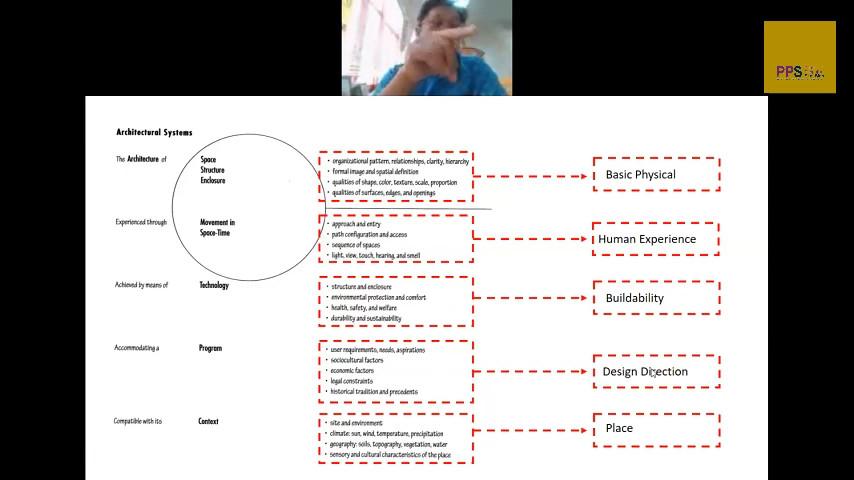 PPS
Architectural Systems
The Architecture of
Space
Structure
Enclosure
• organizational pattern, relationships, clarity, hierarchy
• formal image and spatial definition
• qualities of shape, color, texture, scale, proportion
• qualities of surfaces, edges, and openings
Basic Physical
Experienced through
Movement in
Space-Time
• approach and entry
• path configuration and access
• sequence of spaces
• light, view, touch, hearing, and smell
Human Experience
Achieved by means of
Technology
• structure and enclosure
• environmental protection and comfort
• health, safety, and welfare
• durability and sustainability
Buildability
Accommodating a
Program
• user requirements, needs, aspirations
• sociocultural factors
• economic factors
• legal constraints
• historical tradition and precedents
Design Direction
Compatible with its
Context
• site and environment
• climate: sun, wind, temperature, precipitation
• geography: soils, topography, vegetation, water
• sensory and cultural characteristics of the place
Place